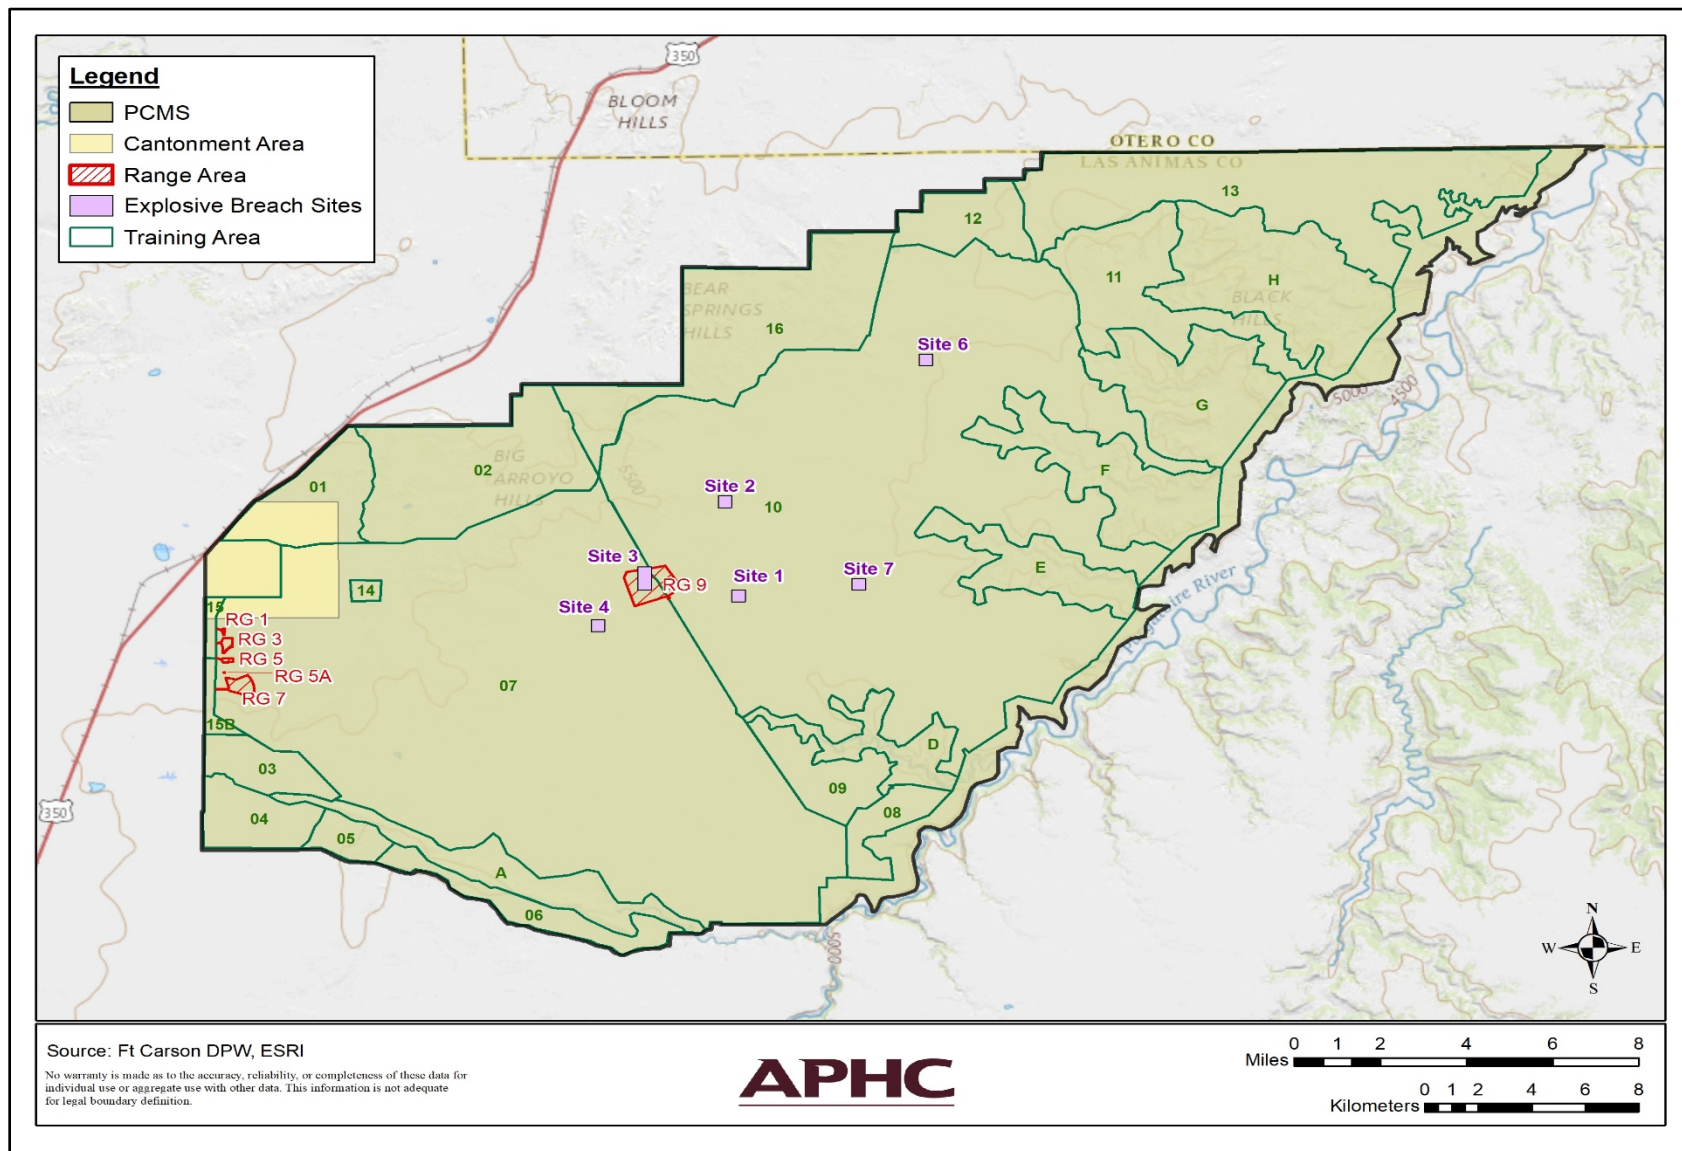 Legend
PCMS
Cantonment Area
Range Area
Explosive Breach Sites
Training Area
350
BLOOM
HILLS
OTERO CO
LAS ANIMAS CO
13
12
11
H
BLACK
HILLS
BEAR
SPRINGS
HILLS
16
Site 6
5000
4500
G
02
BIG
ARROYO
HILLS
5500
F
01
Site 2
10
Site 3
RG 9
Site 1
Site 7
E
14
Site 4
15
RG 1
RG 3
RG 5
RG 5A
RG 7
07
15B
D
03
09
08
04
05
A
06
350
5000
N
W
E
S
Source: Ft Carson DPW, ESRI
No warranty is made as to the accuracy, reliability, or completeness of these data for
individual use or aggregate use with other data. This information is not adequate
for legal boundary definition.
APHC
0 1 2 4 6 8
Miles
0 1 2 4 6 8
Kilometers